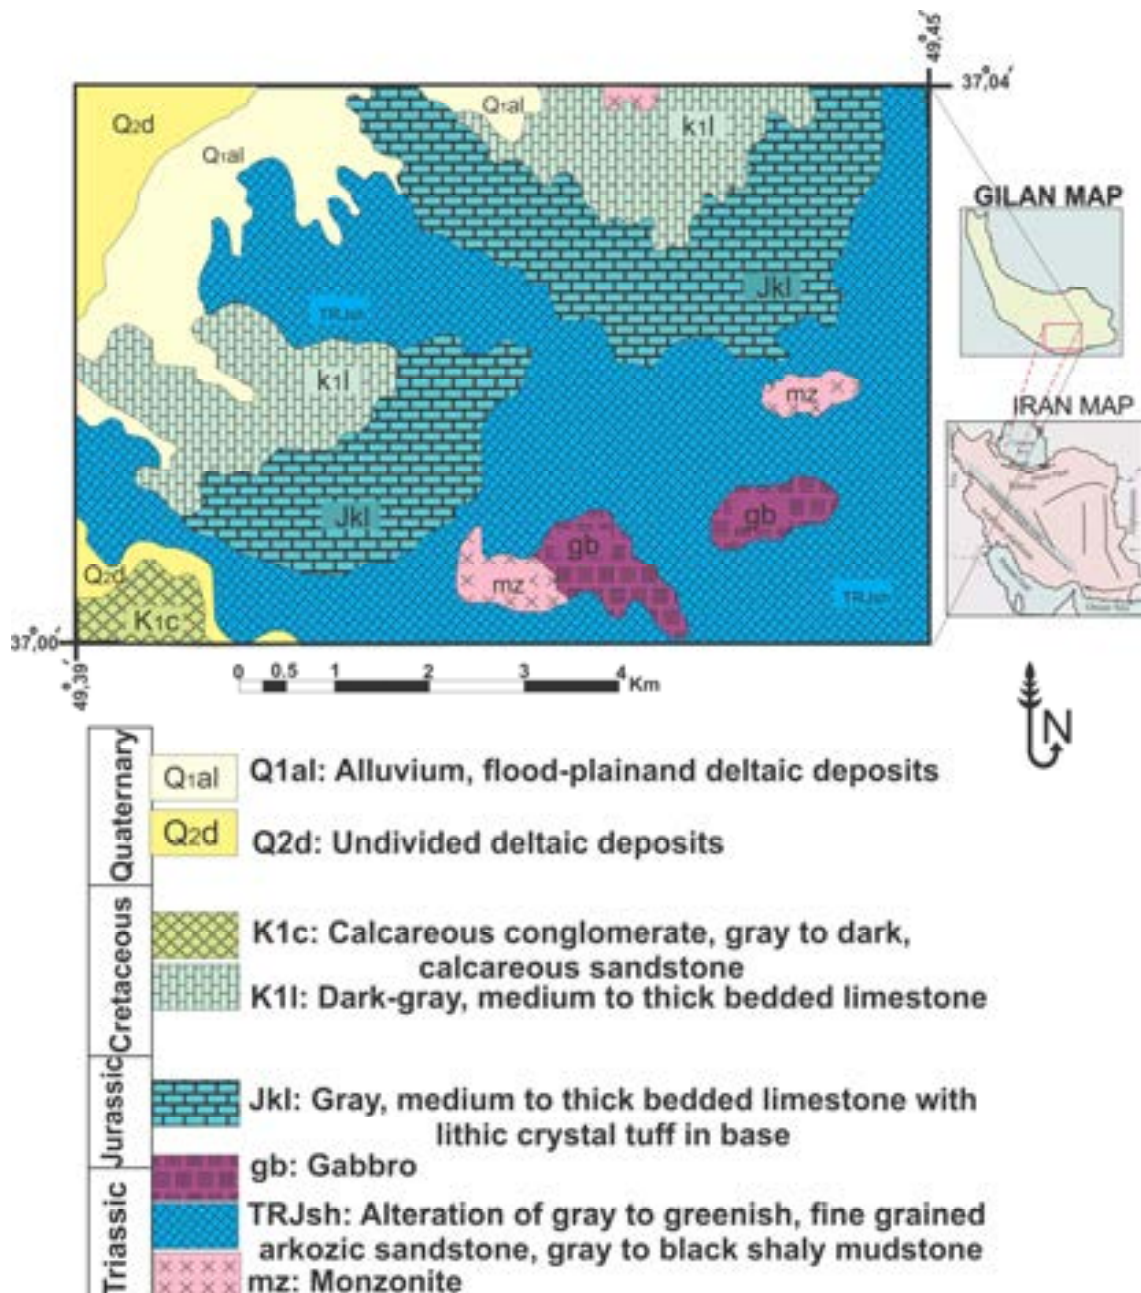 49°,45′
37°,04′
Q2d
Q1al
Q1al
k1l
GILAN MAP
Jkl
TRJsh
k1l
mz
IRAN MAP
Jkl
gb
gb
mz
Q2d
TRJsh
K1c
37°,00′
49°,39′
0 0.5 1 2 3 4
Km
N
Quaternary
Q1al
Q1al: Alluvium, flood-plainand deltaic deposits
Q2d
Q2d: Undivided deltaic deposits
Cretaceous
K1c: Calcareous conglomerate, gray to dark,
calcareous sandstone
K1l: Dark-gray, medium to thick bedded limestone
Jurassic
Jkl: Gray, medium to thick bedded limestone with
lithic crystal tuff in base
gb: Gabbro
Triassic
TRJsh: Alteration of gray to greenish, fine grained
arkozic sandstone, gray to black shaly mudstone
mz: Monzonite